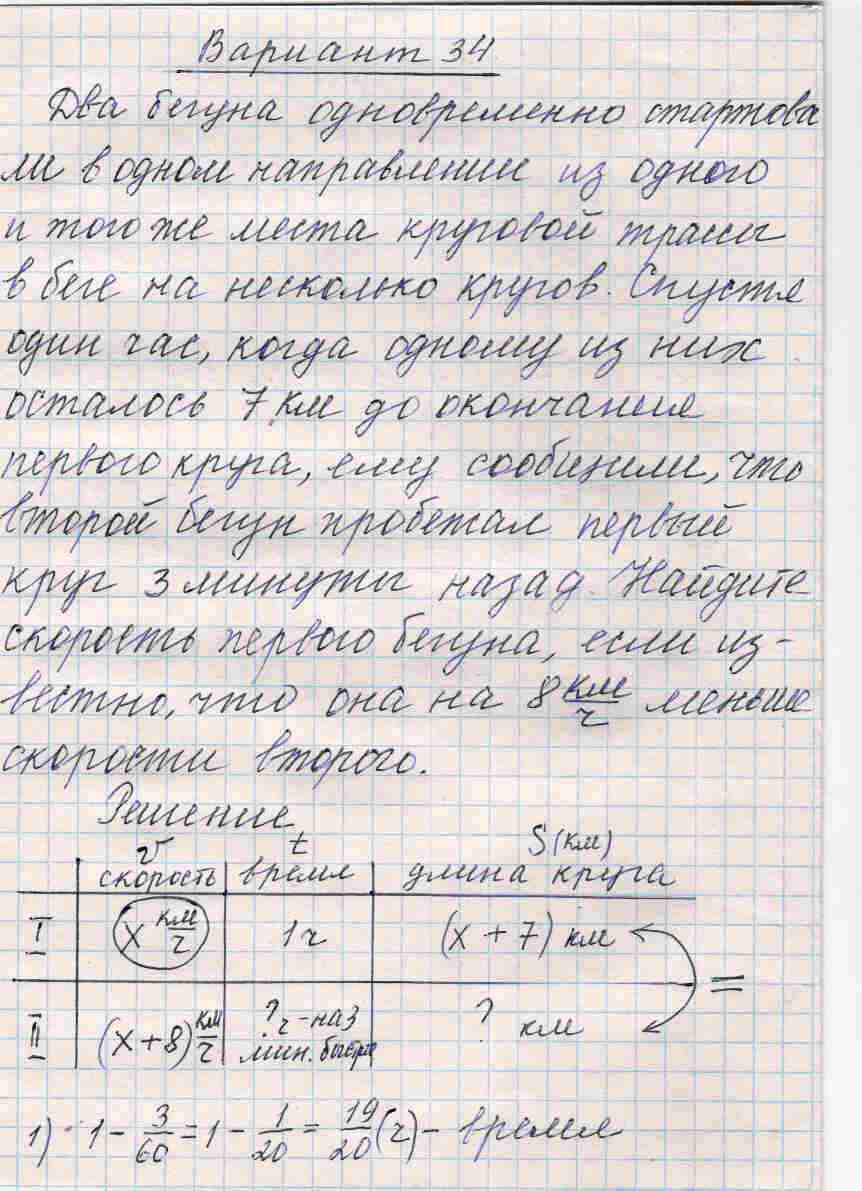 Вариант 34
Два бегуна одновременно стартова
ли в одном направлении из одного
и того же места круговой трассы
в беге на несколько кругов. Спустя
один час, когда одному из них
осталось 7 км до окончания
первого круга, ему сообщили, что
второй бегун пробежал первый
круг 3 минуты назад. Найдите
скорость первого бегуна, если из-
вестно, что она на 8 км/ч меньше
скорости второго.
Решение
v t S (км)
скорость время длина круга
I x км/ч 1 ч (x + 7) км
II (x + 8) км/ч ? ч -наз ? км =
мин. быстрее
1) 1 - 3/60 = 1 - 1/20 = 19/20 (ч) - время